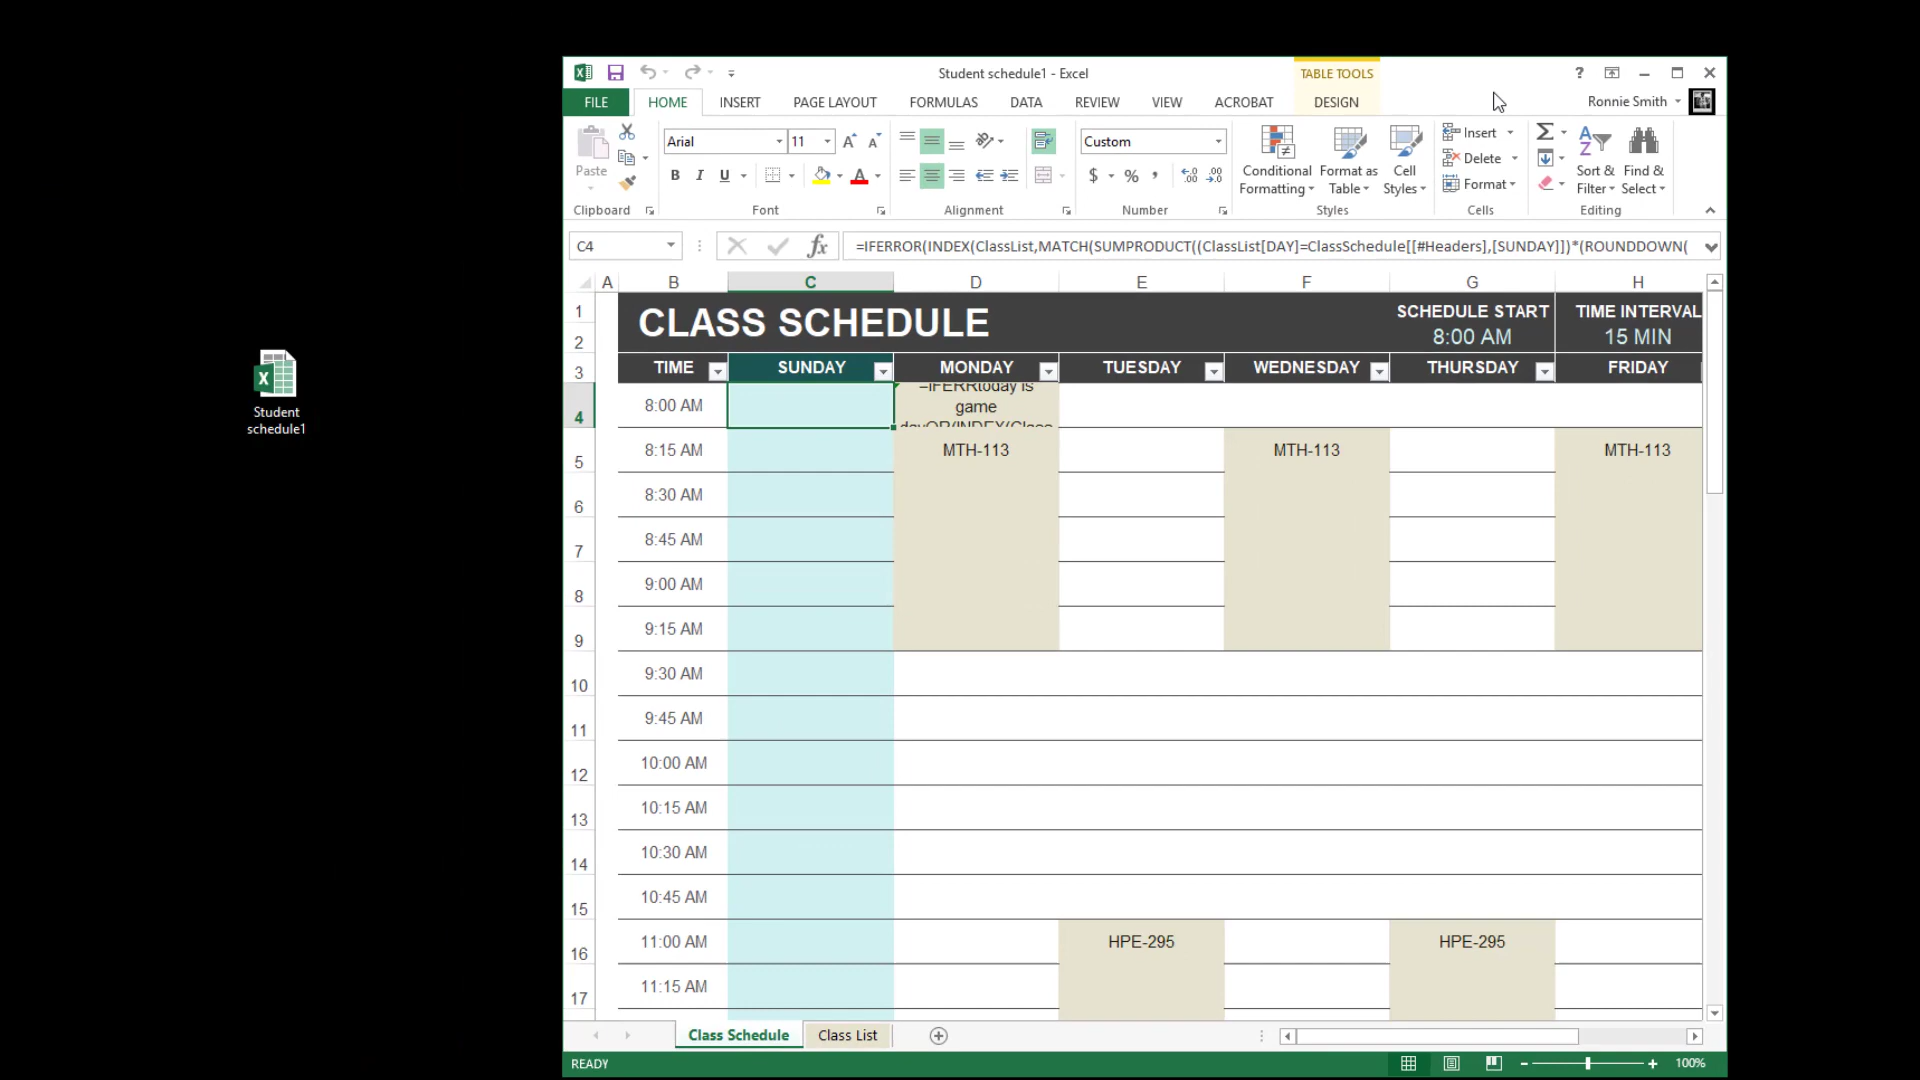 Student schedule1 - Excel
TABLE TOOLS
?
FILE HOME INSERT PAGE LAYOUT FORMULAS DATA REVIEW VIEW ACROBAT DESIGN Ronnie Smith
Paste
Arial 11
B I U
Custom
$ % ,
Conditional Formatting
Format as Table
Cell Styles
Insert
Delete
Format
Sort & Filter
Find & Select
Clipboard Font Alignment Number Styles Cells Editing
C4 fx =IFERROR(INDEX(ClassList,MATCH(SUMPRODUCT((ClassList[DAY]=ClassSchedule[[#Headers],[SUNDAY]])*(ROUNDDOWN(
A B C D E F G H
1 CLASS SCHEDULE SCHEDULE START TIME INTERVAL
2 8:00 AM 15 MIN
3 TIME SUNDAY MONDAY TUESDAY WEDNESDAY THURSDAY FRIDAY
=IFERRtoday is
4 8:00 AM game
dayOR(INDEX(Class
5 8:15 AM MTH-113 MTH-113 MTH-113
6 8:30 AM
7 8:45 AM
8 9:00 AM
9 9:15 AM
10 9:30 AM
11 9:45 AM
12 10:00 AM
13 10:15 AM
14 10:30 AM
15 10:45 AM
16 11:00 AM HPE-295 HPE-295
17 11:15 AM
Class Schedule Class List
READY 100%
Student
schedule1